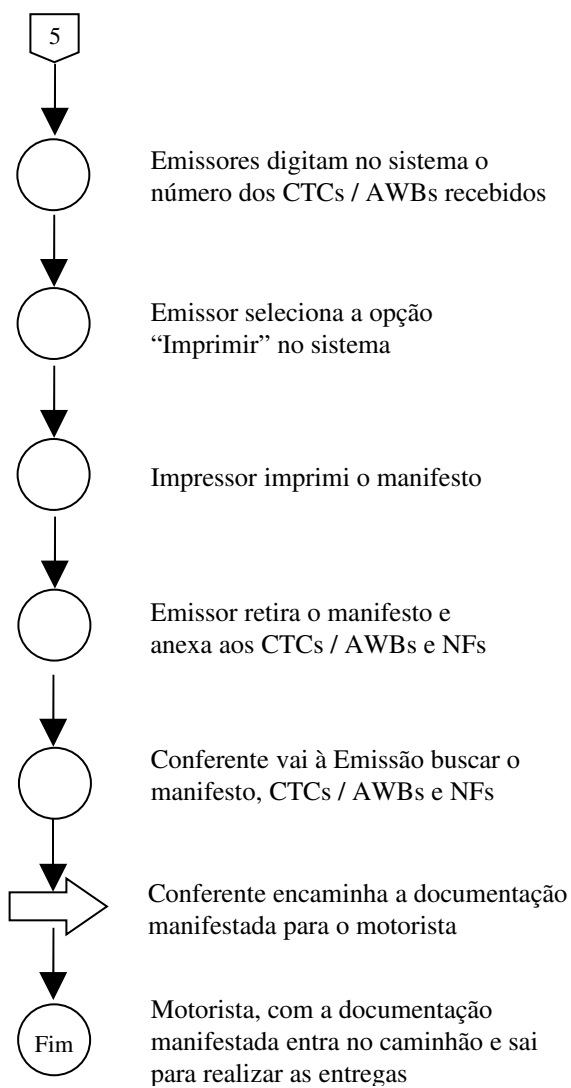 5
Emissores digitam no sistema o
número dos CTCs / AWBs recebidos
Emissor seleciona a opção
“Imprimir” no sistema
Impressor imprimi o manifesto
Emissor retira o manifesto e
anexa aos CTCs / AWBs e NFs
Conferente vai à Emissão buscar o
manifesto, CTCs / AWBs e NFs
Conferente encaminha a documentação
manifestada para o motorista
Fim
Motorista, com a documentação
manifestada entra no caminhão e sai
para realizar as entregas